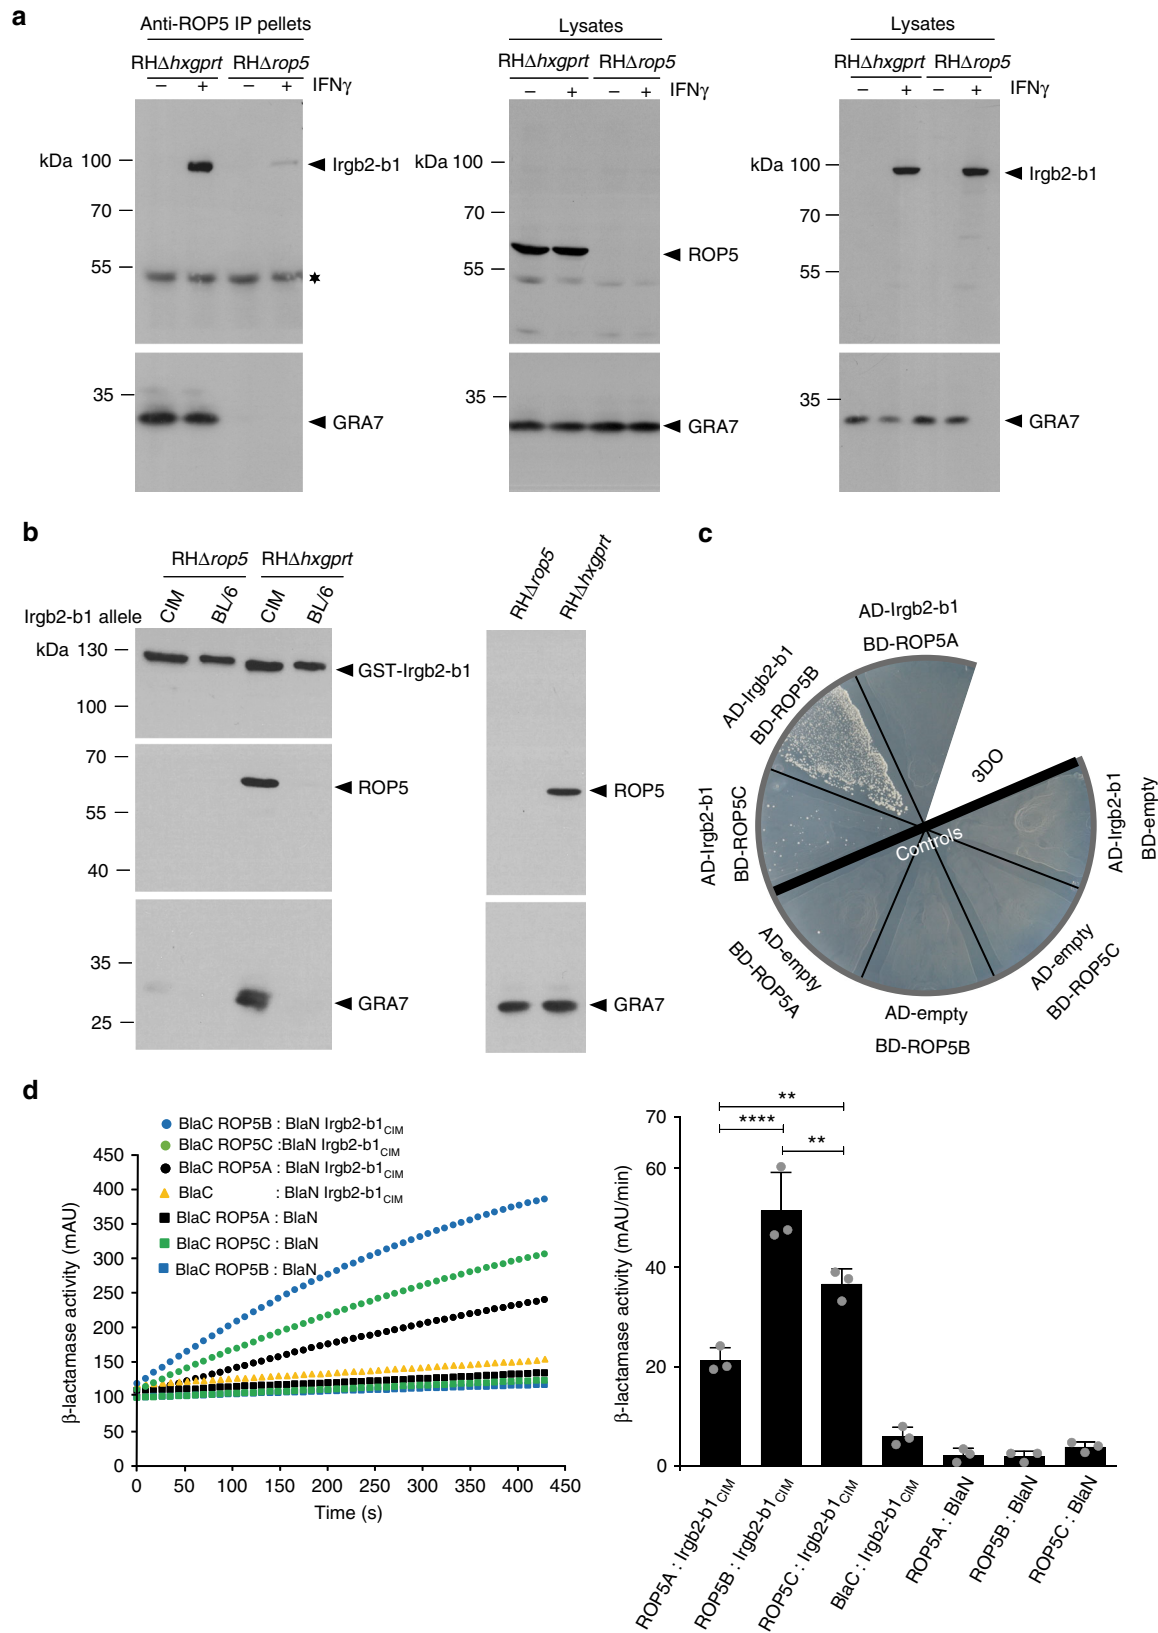 a
Anti-ROP5 IP pellets
RHΔhxgprt RHΔrop5
− + − + IFNγ
kDa 100
70
55
35
Irgb2-b1
★
GRA7
Lysates
RHΔhxgprt RHΔrop5
− + − + IFNγ
kDa 100
70
55
35
ROP5
GRA7
Lysates
RHΔhxgprt RHΔrop5
− + − + IFNγ
kDa 100
70
55
35
Irgb2-b1
GRA7
b
RHΔrop5 RHΔhxgprt
Irgb2-b1 allele CIM BL/6 CIM BL/6
kDa 130
100
70
55
40
35
25
GST-Irgb2-b1
ROP5
GRA7
RHΔrop5
RHΔhxgprt
ROP5
GRA7
c
AD-Irgb2-b1
BD-ROP5A
AD-Irgb2-b1
BD-ROP5B
AD-Irgb2-b1
BD-ROP5C
3DO
Controls
AD-Irgb2-b1
BD-empty
AD-empty
BD-ROP5A
AD-empty
BD-ROP5B
AD-empty
BD-ROP5C
d
BlaC ROP5B : BlaN Irgb2-b1CIM
BlaC ROP5C :BlaN Irgb2-b1CIM
BlaC ROP5A : BlaN Irgb2-b1CIM
BlaC : BlaN Irgb2-b1CIM
BlaC ROP5A : BlaN
BlaC ROP5C : BlaN
BlaC ROP5B : BlaN
β-lactamase activity (mAU)
450
400
350
300
250
200
150
100
50
0
0 50 100 150 200 250 300 350 400 450
Time (s)
β-lactamase activity (mAU/min)
70
60
40
20
0
**
****
**
ROP5A : Irgb2-b1CIM
ROP5B : Irgb2-b1CIM
ROP5C : Irgb2-b1CIM
BlaC : Irgb2-b1CIM
ROP5A : BlaN
ROP5B : BlaN
ROP5C : BlaN